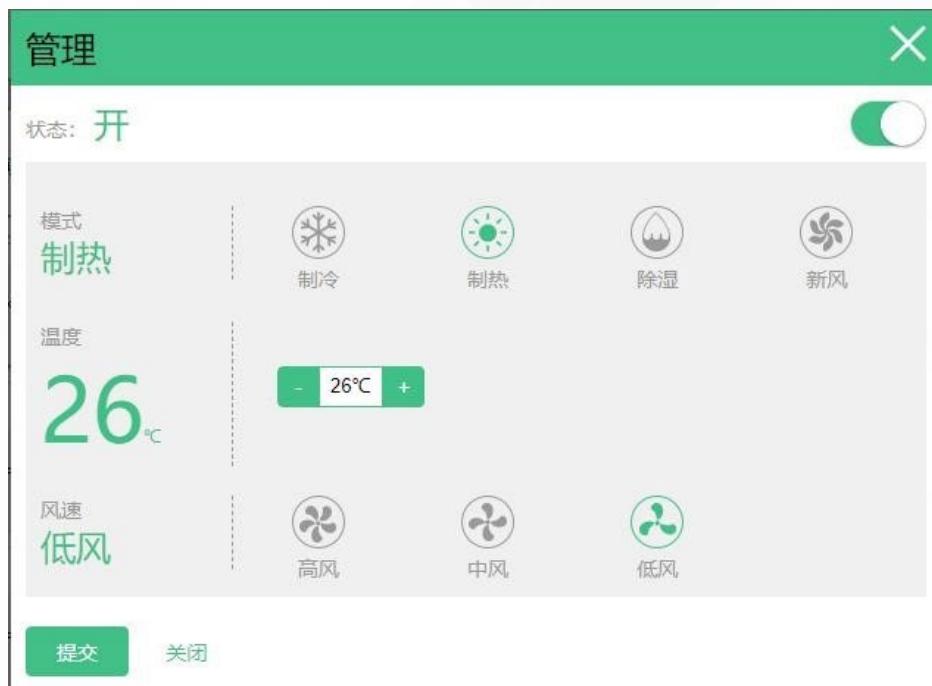 管理
状态: 开
模式
制热
制冷
制热
除湿
新风
温度
26℃
- 26℃ +
风速
低风
高风
中风
低风
提交
关闭